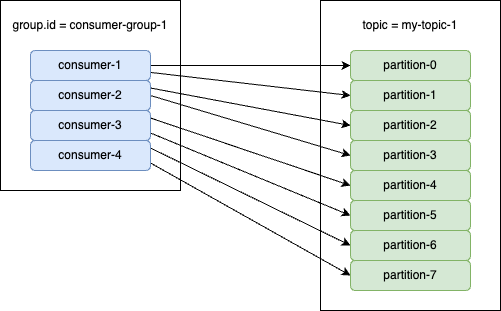 group.id = consumer-group-1
consumer-1
consumer-2
consumer-3
consumer-4
topic = my-topic-1
partition-0
partition-1
partition-2
partition-3
partition-4
partition-5
partition-6
partition-7